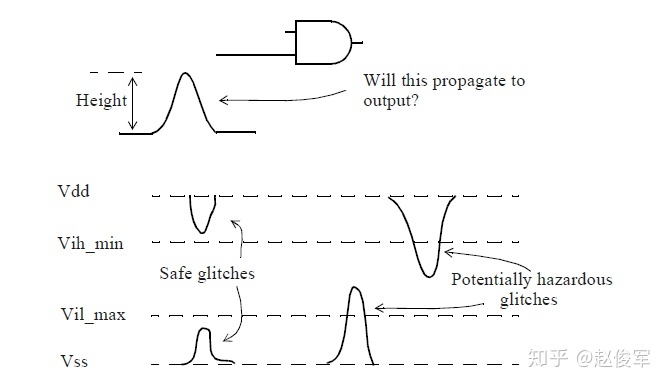 Will this propagate to
output?
Height
Vdd
Vih_min
Safe glitches
Potentially hazardous
glitches
Vil_max
Vss
知乎 @赵俊军